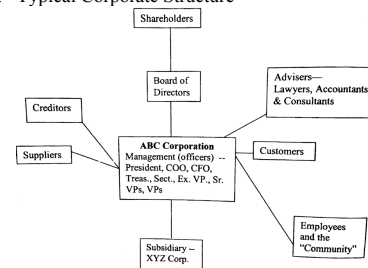 Typical Corporate Structure
Shareholders
Board of
Directors
Advisers—
Lawyers, Accountants
& Consultants
Creditors
Suppliers
ABC Corporation
Management (officers) --
President, COO, CFO,
Treas., Sect., Ex. VP., Sr.
VPs, VPs
Customers
Employees
and the
"Community"
Subsidiary –
XYZ Corp.